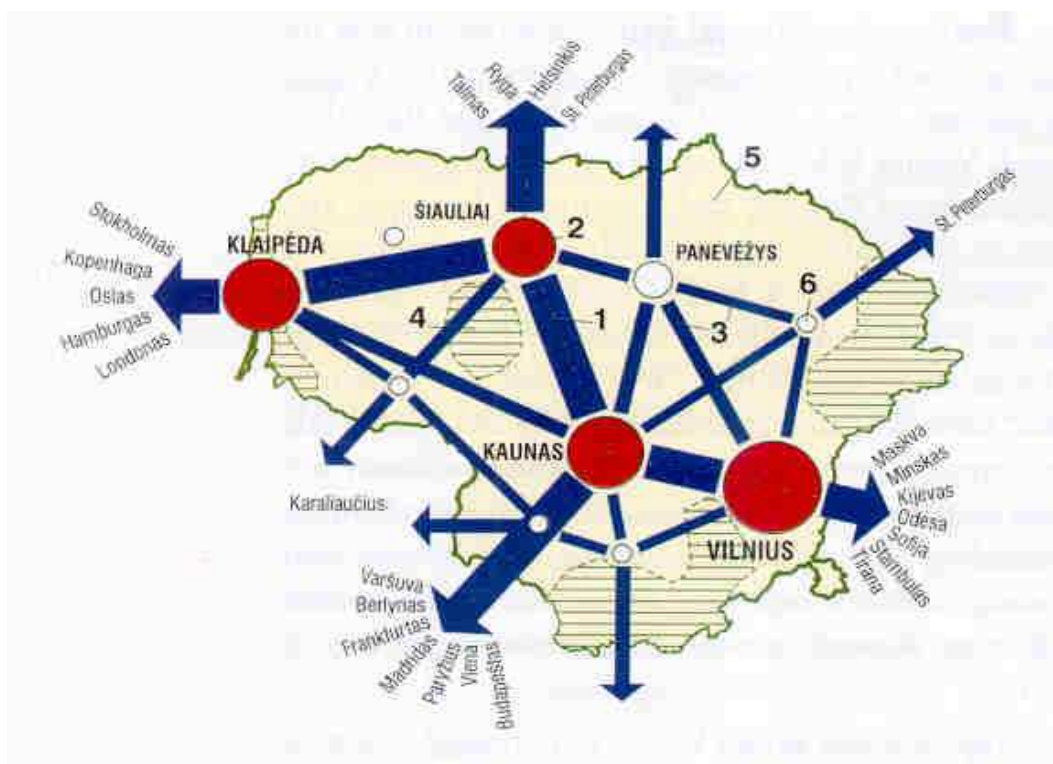 Talinas
Ryga
Helsinkis
St. Peterburgas
5
St. Peterburgas
ŠIAULIAI
2
Stokholmas
KLAIPĖDA
PANEVĖŽYS
Kopenhaga
Oslas
6
Hamburgas
4
1
3
Londonas
KAUNAS
Maskva
Minskas
Kijevas
Odesa
Sofija
Stambulas
Tirana
Karaliaučius
VILNIUS
Varšuva
Berlynas
Frankfurtas
Madridas
Paryžius
Viena
Budapeštas